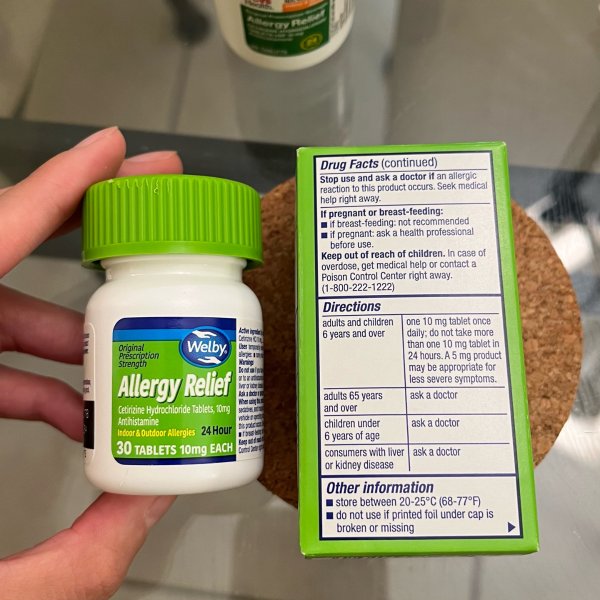 Health
Allergy Relief
Original
Prescription
Strength
Welby
Allergy Relief
Cetirizine Hydrochloride Tablets, 10mg
Antihistamine
Indoor & Outdoor Allergies
24 Hour
30 TABLETS 10mg EACH
Drug Facts (continued)
Stop use and ask a doctor if an allergic
reaction to this product occurs. Seek medical
help right away.
If pregnant or breast-feeding:
■ if breast-feeding: not recommended
■ if pregnant: ask a health professional
before use.
Keep out of reach of children. In case of
overdose, get medical help or contact a
Poison Control Center right away.
(1-800-222-1222)
Directions
adults and children
6 years and over
one 10 mg tablet once
daily; do not take more
than one 10 mg tablet in
24 hours. A 5 mg product
may be appropriate for
less severe symptoms.
adults 65 years
and over
ask a doctor
children under
6 years of age
ask a doctor
consumers with liver
or kidney disease
ask a doctor
Other information
■ store between 20-25°C (68-77°F)
■ do not use if printed foil under cap is
broken or missing